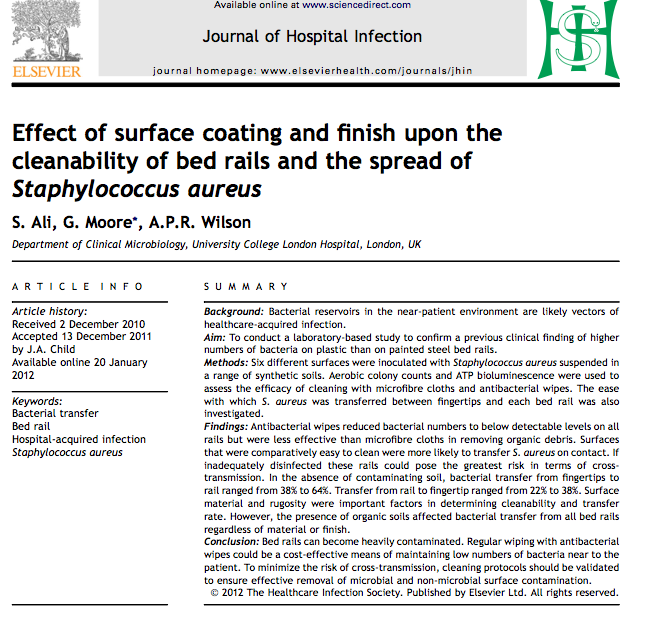 Available online at www.sciencedirect.com
Journal of Hospital Infection
journal homepage: www.elsevierhealth.com/journals/jhin
ELSEVIER
Effect of surface coating and finish upon the
cleanability of bed rails and the spread of
Staphylococcus aureus
S. Ali, G. Moore*, A.P.R. Wilson
Department of Clinical Microbiology, University College London Hospital, London, UK
ARTICLE INFO
Article history:
Received 2 December 2010
Accepted 13 December 2011
by J.A. Child
Available online 20 January
2012
Keywords:
Bacterial transfer
Bed rail
Hospital-acquired infection
Staphylococcus aureus
SUMMARY
Background: Bacterial reservoirs in the near-patient environment are likely vectors of
healthcare-acquired infection.
Aim: To conduct a laboratory-based study to confirm a previous clinical finding of higher
numbers of bacteria on plastic than on painted steel bed rails.
Methods: Six different surfaces were inoculated with Staphylococcus aureus suspended in
a range of synthetic soils. Aerobic colony counts and ATP bioluminescence were used to
assess the efficacy of cleaning with microfibre cloths and antibacterial wipes. The ease
with which S. aureus was transferred between fingertips and each bed rail was also
investigated.
Findings: Antibacterial wipes reduced bacterial numbers to below detectable levels on all
rails but were less effective than microfibre cloths in removing organic debris. Surfaces
that were comparatively easy to clean were more likely to transfer S. aureus on contact. If
inadequately disinfected these rails could pose the greatest risk in terms of cross-
transmission. In the absence of contaminating soil, bacterial transfer from fingertips to
rail ranged from 38% to 64%. Transfer from rail to fingertip ranged from 22% to 38%. Surface
material and rugosity were important factors in determining cleanability and transfer
rate. However, the presence of organic soils affected bacterial transfer from all bed rails
regardless of material or finish.
Conclusion: Bed rails can become heavily contaminated. Regular wiping with antibacterial
wipes could be a cost-effective means of maintaining low numbers of bacteria near to the
patient. To minimize the risk of cross-transmission, cleaning protocols should be validated
to ensure effective removal of microbial and non-microbial surface contamination.
© 2012 The Healthcare Infection Society. Published by Elsevier Ltd. All rights reserved.